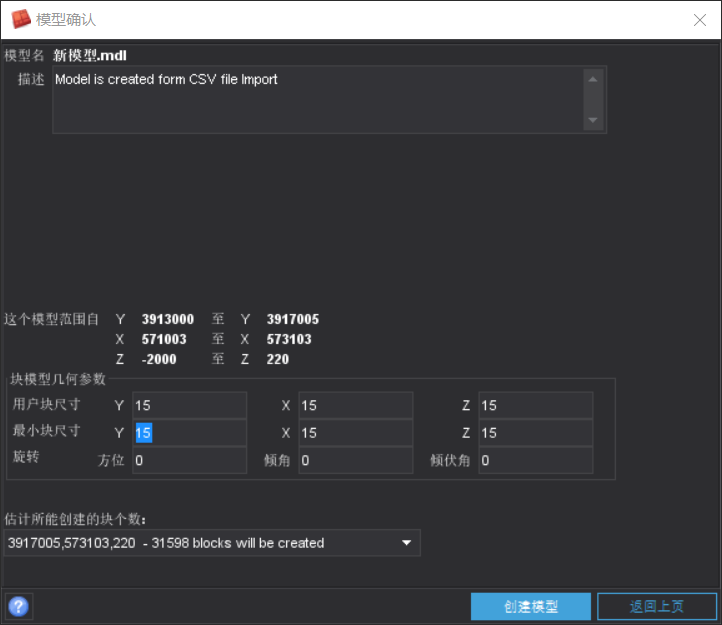 模型确认
模型名 新模型.mdl
描述 Model is created form CSV file Import
这个模型范围自 Y 3913000 至 Y 3917005
X 571003 至 X 573103
Z -2000 至 Z 220
块模型几何参数
用户块尺寸 Y 15 X 15 Z 15
最小块尺寸 Y 15 X 15 Z 15
旋转 方位 0 倾角 0 倾伏角 0
估计所能创建的块个数:
3917005,573103,220 - 31598 blocks will be created
? 创建模型 返回上页